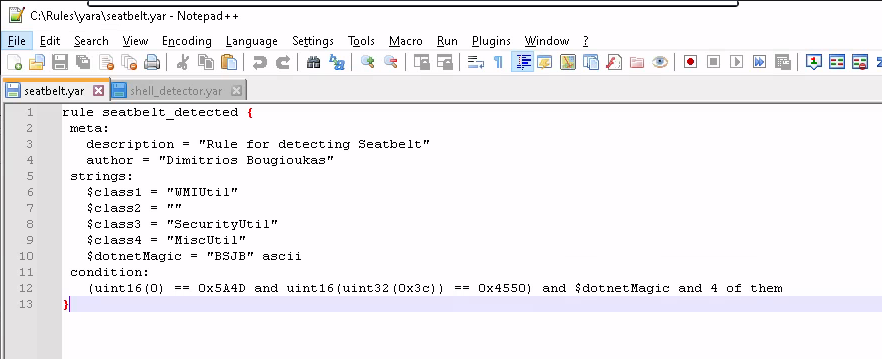 C:\Rules\yara\seatbelt.yar - Notepad++
File Edit Search View Encoding Language Settings Tools Macro Run Plugins Window ?
seatbelt.yar shell_detector.yar
1 rule seatbelt_detected {
2 meta:
3 description = "Rule for detecting Seatbelt"
4 author = "Dimitrios Bougioukas"
5 strings:
6 $class1 = "WMIUtil"
7 $class2 = ""
8 $class3 = "SecurityUtil"
9 $class4 = "MiscUtil"
10 $dotnetMagic = "BSJB" ascii
11 condition:
12 (uint16(0) == 0x5A4D and uint16(uint32(0x3c)) == 0x4550) and $dotnetMagic and 4 of them
13 }